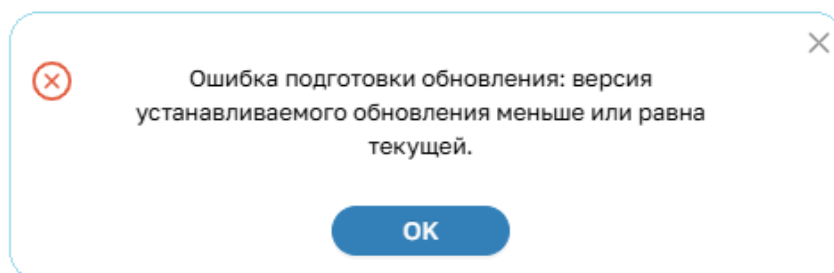 Ошибка подготовки обновления: версия
устанавливаемого обновления меньше или равна
текущей.
OK